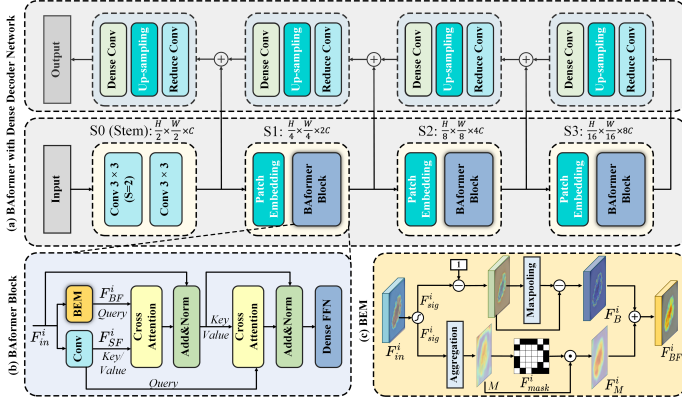 (a) BAformer with Dense Decoder Network
Output
Dense Conv
Up-sampling
Reduce Conv
Dense Conv
Up-sampling
Reduce Conv
Dense Conv
Up-sampling
Reduce Conv
Dense Conv
Up-sampling
Reduce Conv
+
+
+
S0 (Stem): H/2 × W/2 × C
S1: H/4 × W/4 × 2C
S2: H/8 × W/8 × 4C
S3: H/16 × W/16 × 8C
Input
Conv 3 × 3
(S=2)
Conv 3 × 3
Patch
Embedding
BAformer
Block
Patch
Embedding
BAformer
Block
Patch
Embedding
BAformer
Block
(b) BAformer Block
F^i_in
BEM
F^i_BF
Query
Conv
F^i_SF
Key/
Value
Cross
Attention
Add&Norm
Key/
Value
Query
Cross
Attention
Add&Norm
Dense FFN
(c) BEM
F^i_in
F^i_sig
F^i_sig
−
−
Maxpooling
−
F^i_B
+
F^i_BF
Aggregation
M
F^i_mask
F^i_M